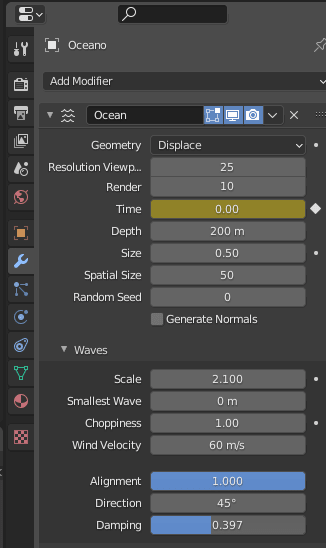 Oceano
Add Modifier
Ocean
Geometry Displace
Resolution Viewp... 25
Render 10
Time 0.00
Depth 200 m
Size 0.50
Spatial Size 50
Random Seed 0
Generate Normals
Waves
Scale 2.100
Smallest Wave 0 m
Choppiness 1.00
Wind Velocity 60 m/s
Alignment 1.000
Direction 45°
Damping 0.397